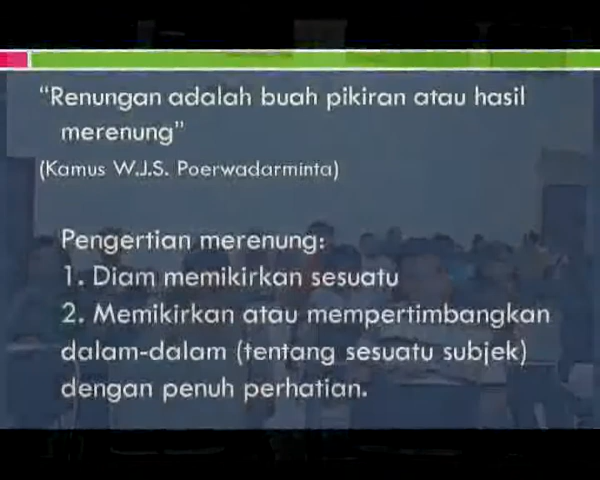 “Renungan adalah buah pikiran atau hasil
merenung”
(Kamus W.J.S. Poerwadarminta)
Pengertian merenung:
1. Diam memikirkan sesuatu
2. Memikirkan atau mempertimbangkan
dalam-dalam (tentang sesuatu subjek)
dengan penuh perhatian.